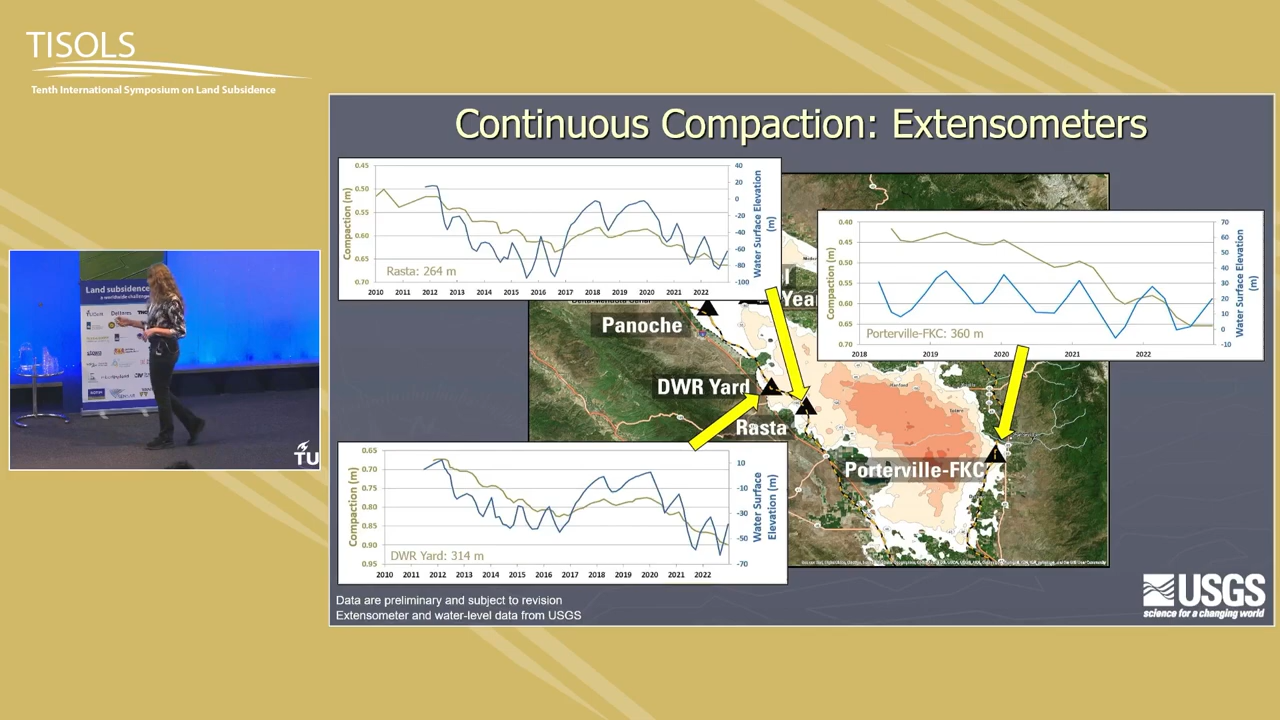 TISOLS
Tenth International Symposium on Land Subsidence
Continuous Compaction: Extensometers
Compaction (m)
0.45
0.50
0.55
0.60
0.65
0.70
Rasta: 264 m
40
20
0
-20
-40
-60
-80
-100
Water Surface Elevation
(m)
2010 2011 2012 2013 2014 2015 2016 2017 2018 2019 2020 2021 2022
Compaction (m)
0.40
0.45
0.50
0.55
0.60
0.65
0.70
Porterville-FKC: 360 m
70
60
50
40
30
20
10
0
-10
Water Surface Elevation
(m)
2018 2019 2020 2021 2022
Panoche
DWR Yard
Rasta
Porterville-FKC
Land subsidence
a worldwide challenge
Deltares
TU
Compaction (m)
0.65
0.70
0.75
0.80
0.85
0.90
0.95
DWR Yard: 314 m
10
-10
-30
-50
-70
Water Surface
Elevation (m)
2010 2011 2012 2013 2014 2015 2016 2017 2018 2019 2020 2021 2022
Data are preliminary and subject to revision
Extensometer and water-level data from USGS
USGS
science for a changing world